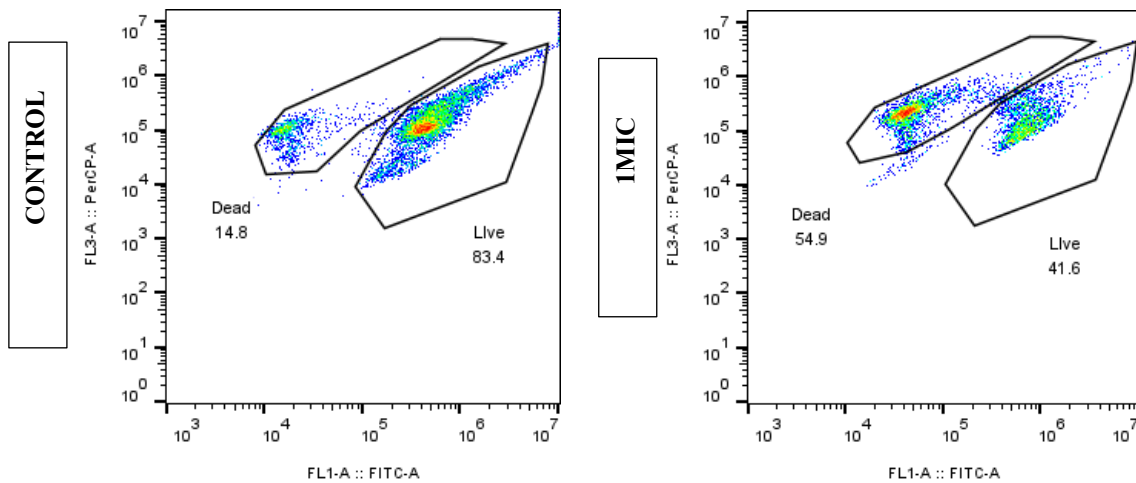 CONTROL
FL3-A :: PerCP-A
10^7
10^6
10^5
10^4
10^3
10^2
10^1
10^0
Dead
14.8
LIve
83.4
10^3 10^4 10^5 10^6 10^7
FL1-A :: FITC-A
1MIC
FL3-A :: PerCP-A
10^7
10^6
10^5
10^4
10^3
10^2
10^1
10^0
Dead
54.9
LIve
41.6
10^3 10^4 10^5 10^6 10^7
FL1-A :: FITC-A